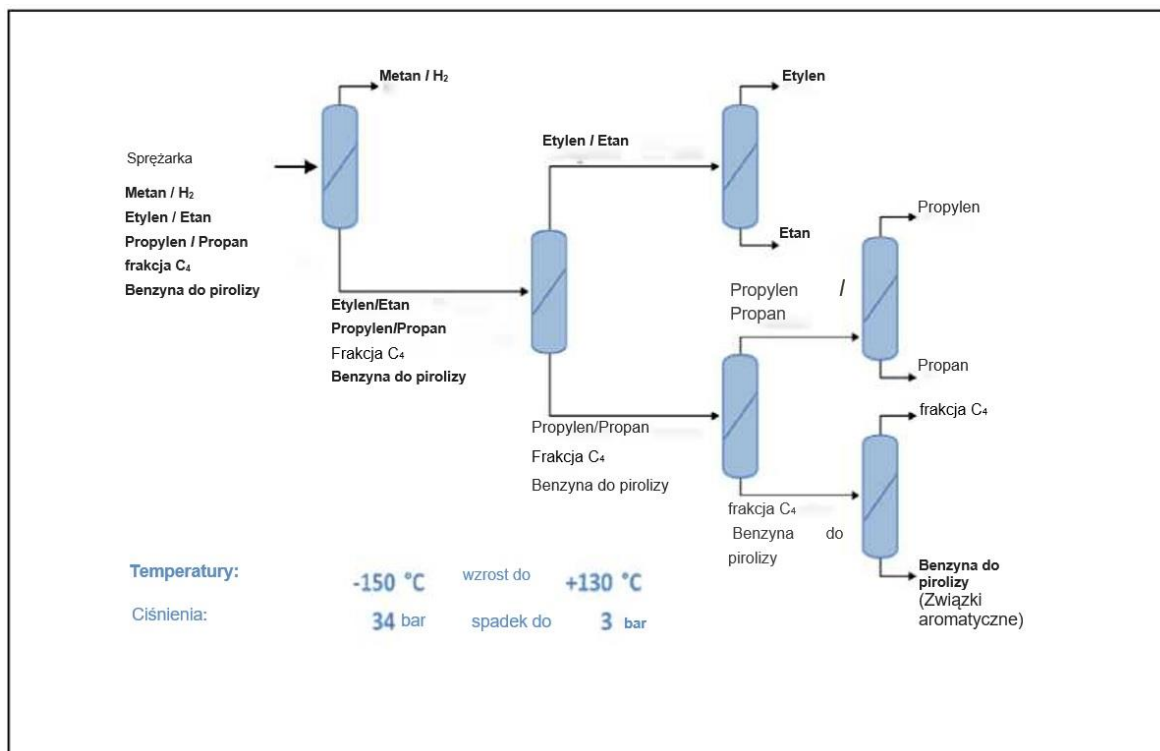 Metan / H₂
Etylen
Etylen / Etan
Sprężarka
Metan / H₂
Etylen / Etan
Propylen / Propan
frakcja C₄
Benzyna do pirolizy
Propylen
Etan
Propylen /
Propan
Etylen/Etan
Propylen/Propan
Frakcja C₄
Benzyna do pirolizy
Propan
frakcja C₄
Propylen/Propan
Frakcja C₄
Benzyna do pirolizy
frakcja C₄
Benzyna do
pirolizy
Benzyna do
pirolizy
(Związki
aromatyczne)
Temperatury: -150 °C wzrost do +130 °C
Ciśnienia: 34 bar spadek do 3 bar